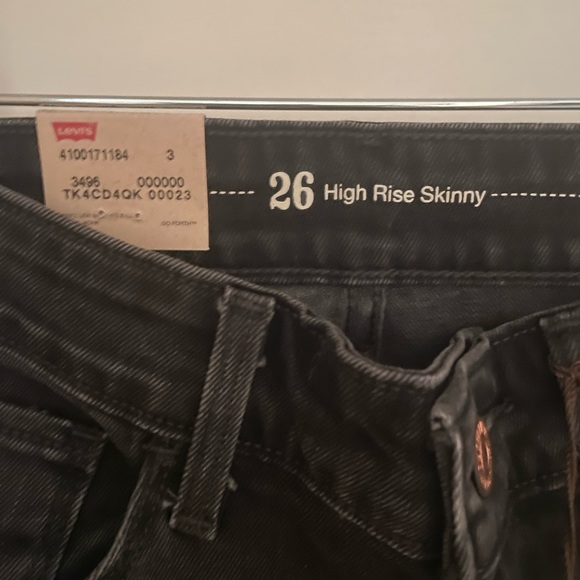 Levi's
4100171184 3
3496 000000
TK4CD4QK 00023
26 High Rise Skinny